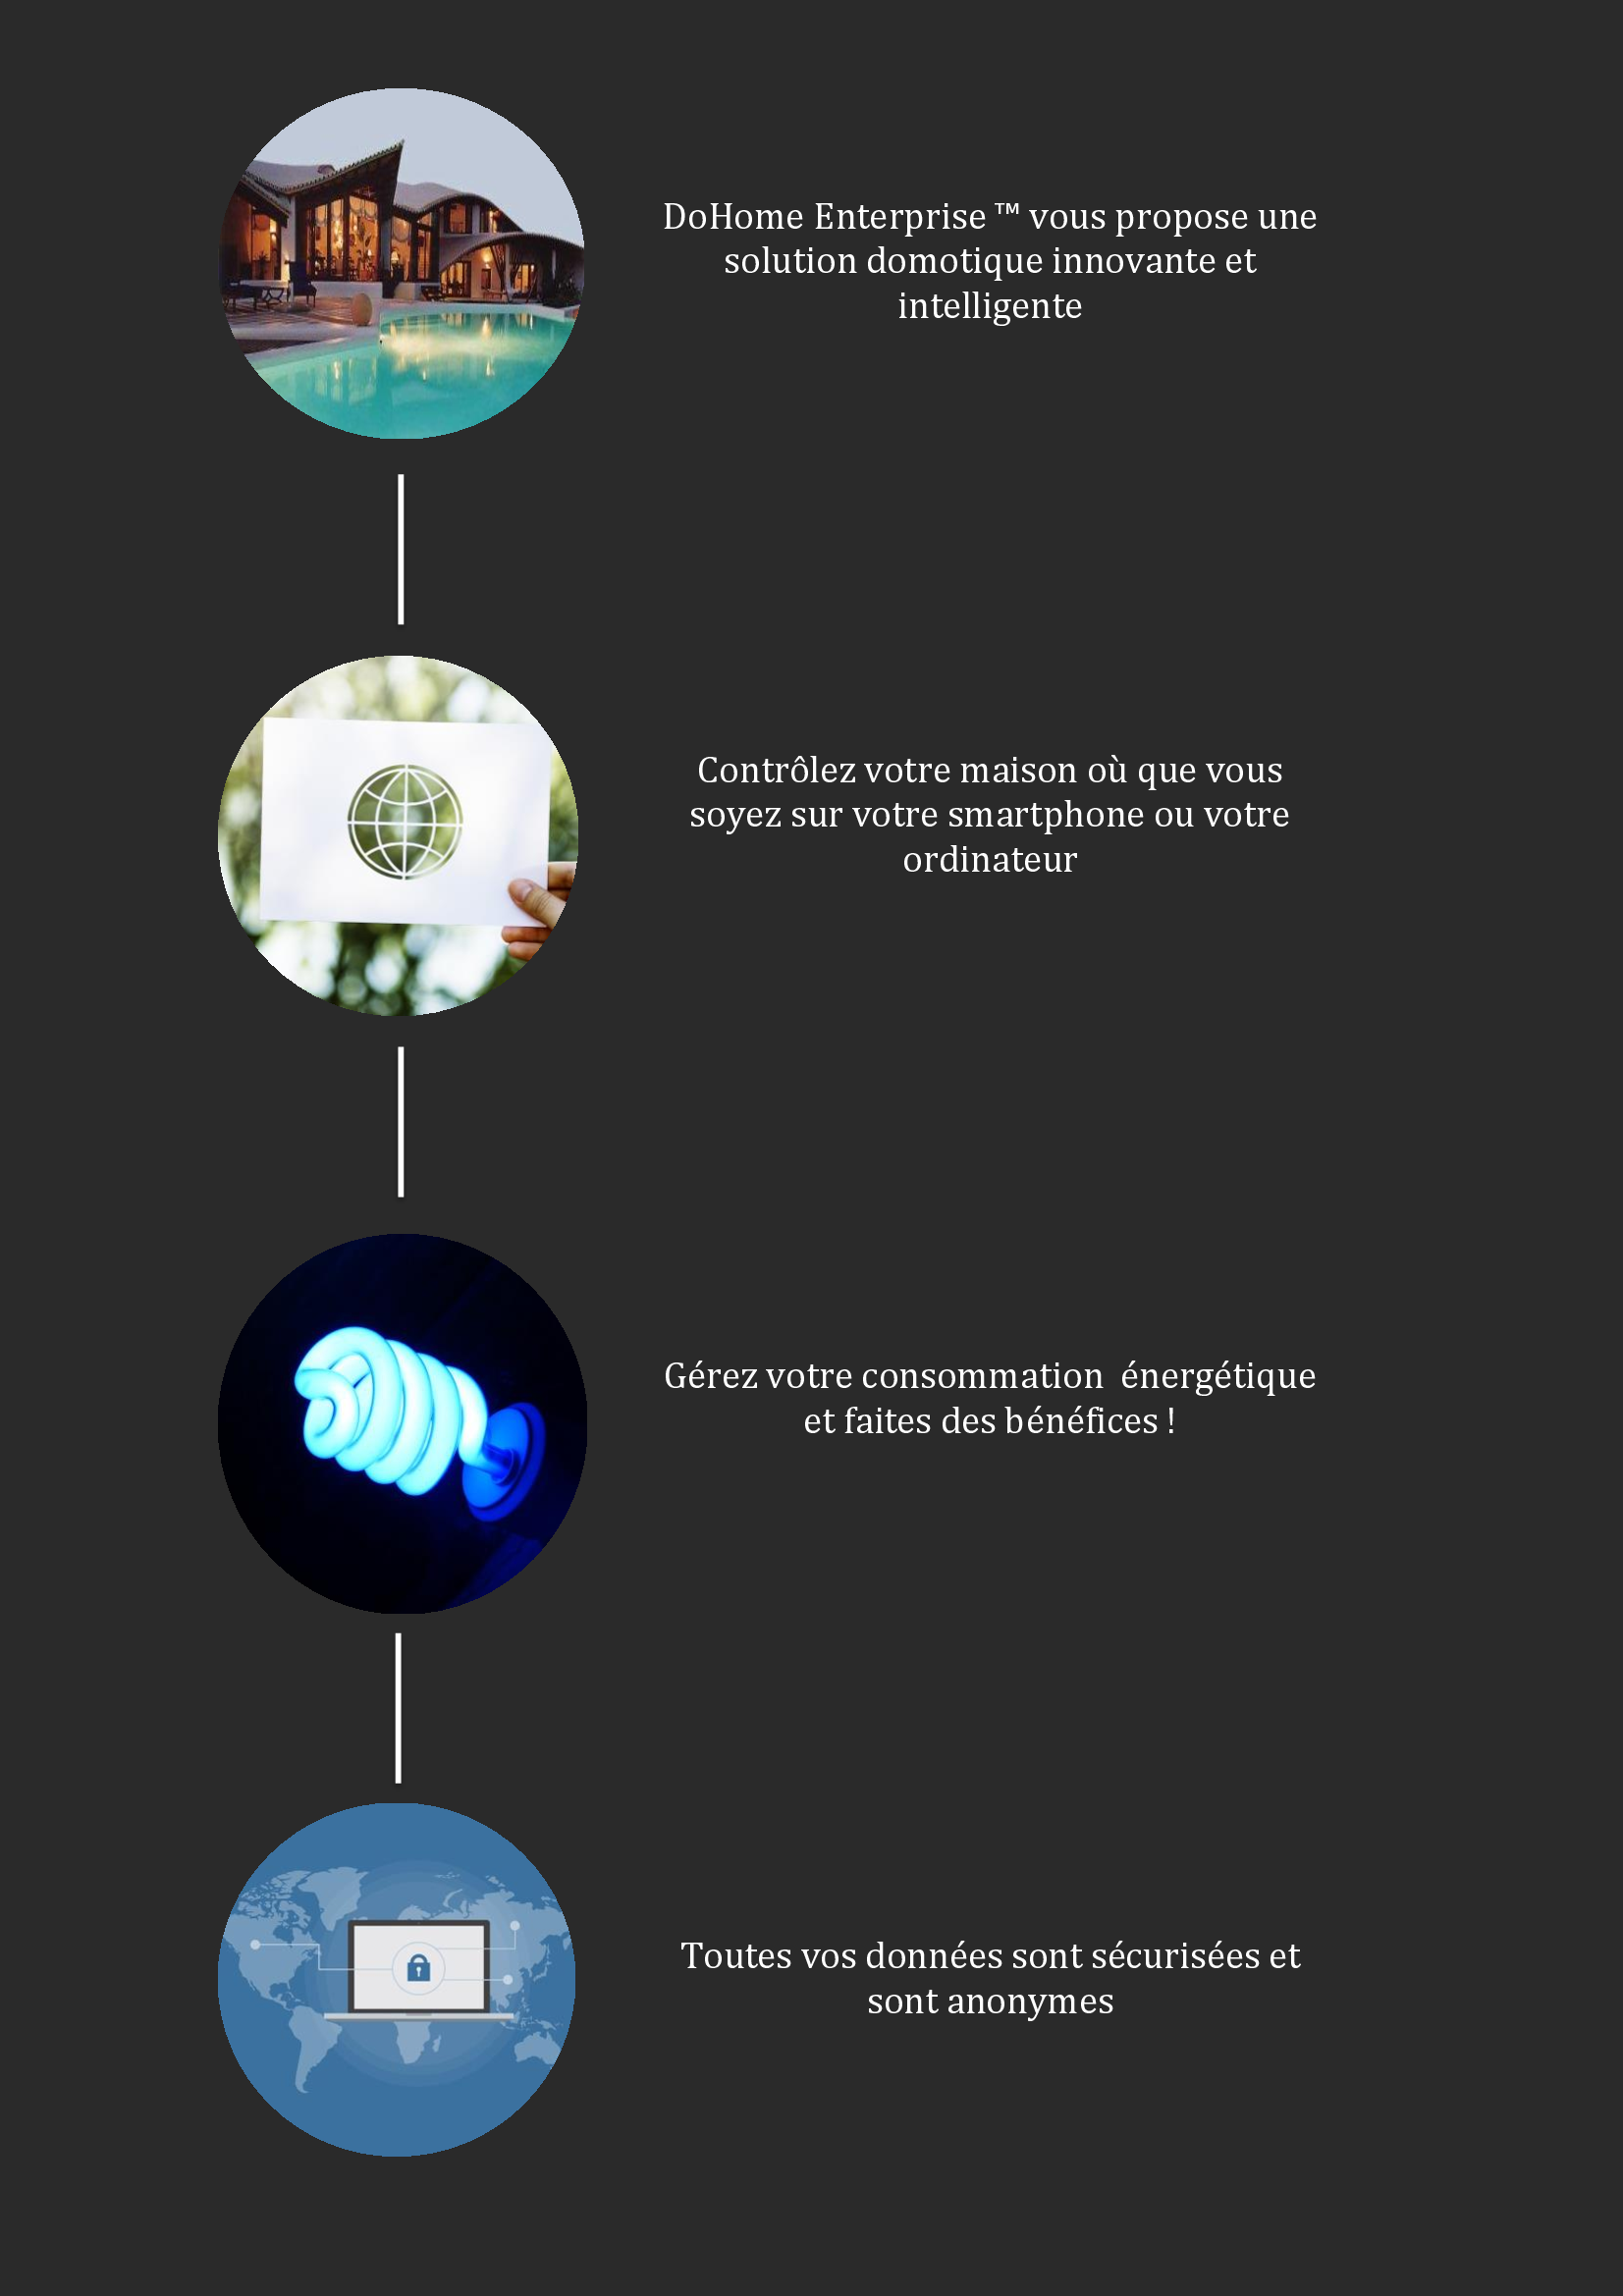 DoHome Enterprise ™ vous propose une
solution domotique innovante et
intelligente
Contrôlez votre maison où que vous
soyez sur votre smartphone ou votre
ordinateur
Gérez votre consommation  énergétique
et faites des bénéfices !
Toutes vos données sont sécurisées et
sont anonymes